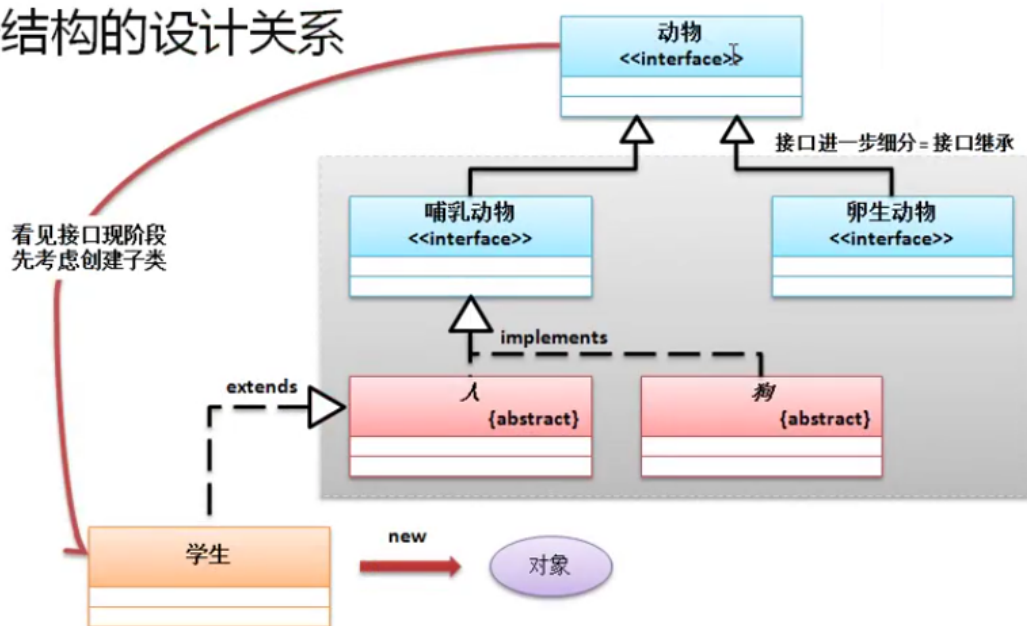 结构的设计关系
动物
<<interface>>
接口进一步细分=接口继承
哺乳动物
<<interface>>
卵生动物
<<interface>>
看见接口现阶段
先考虑创建子类
implements
extends
人
{abstract}
狗
{abstract}
学生
new
对象